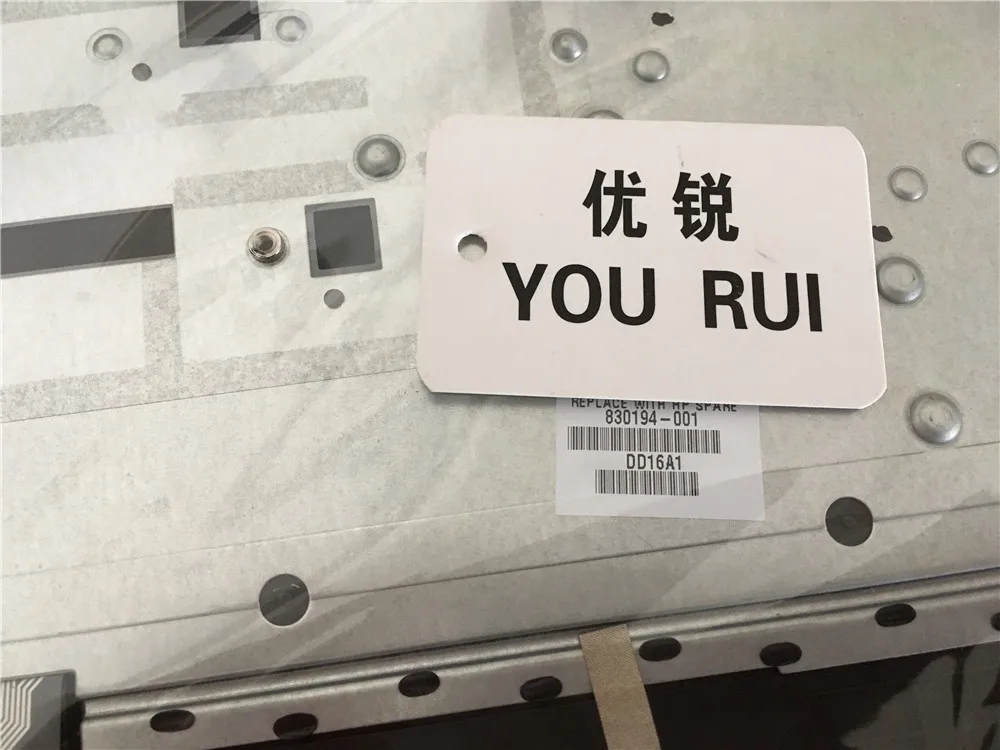 优锐
YOU RUI
REPLACE WITH HP SPARE
830194-001
DD16A1